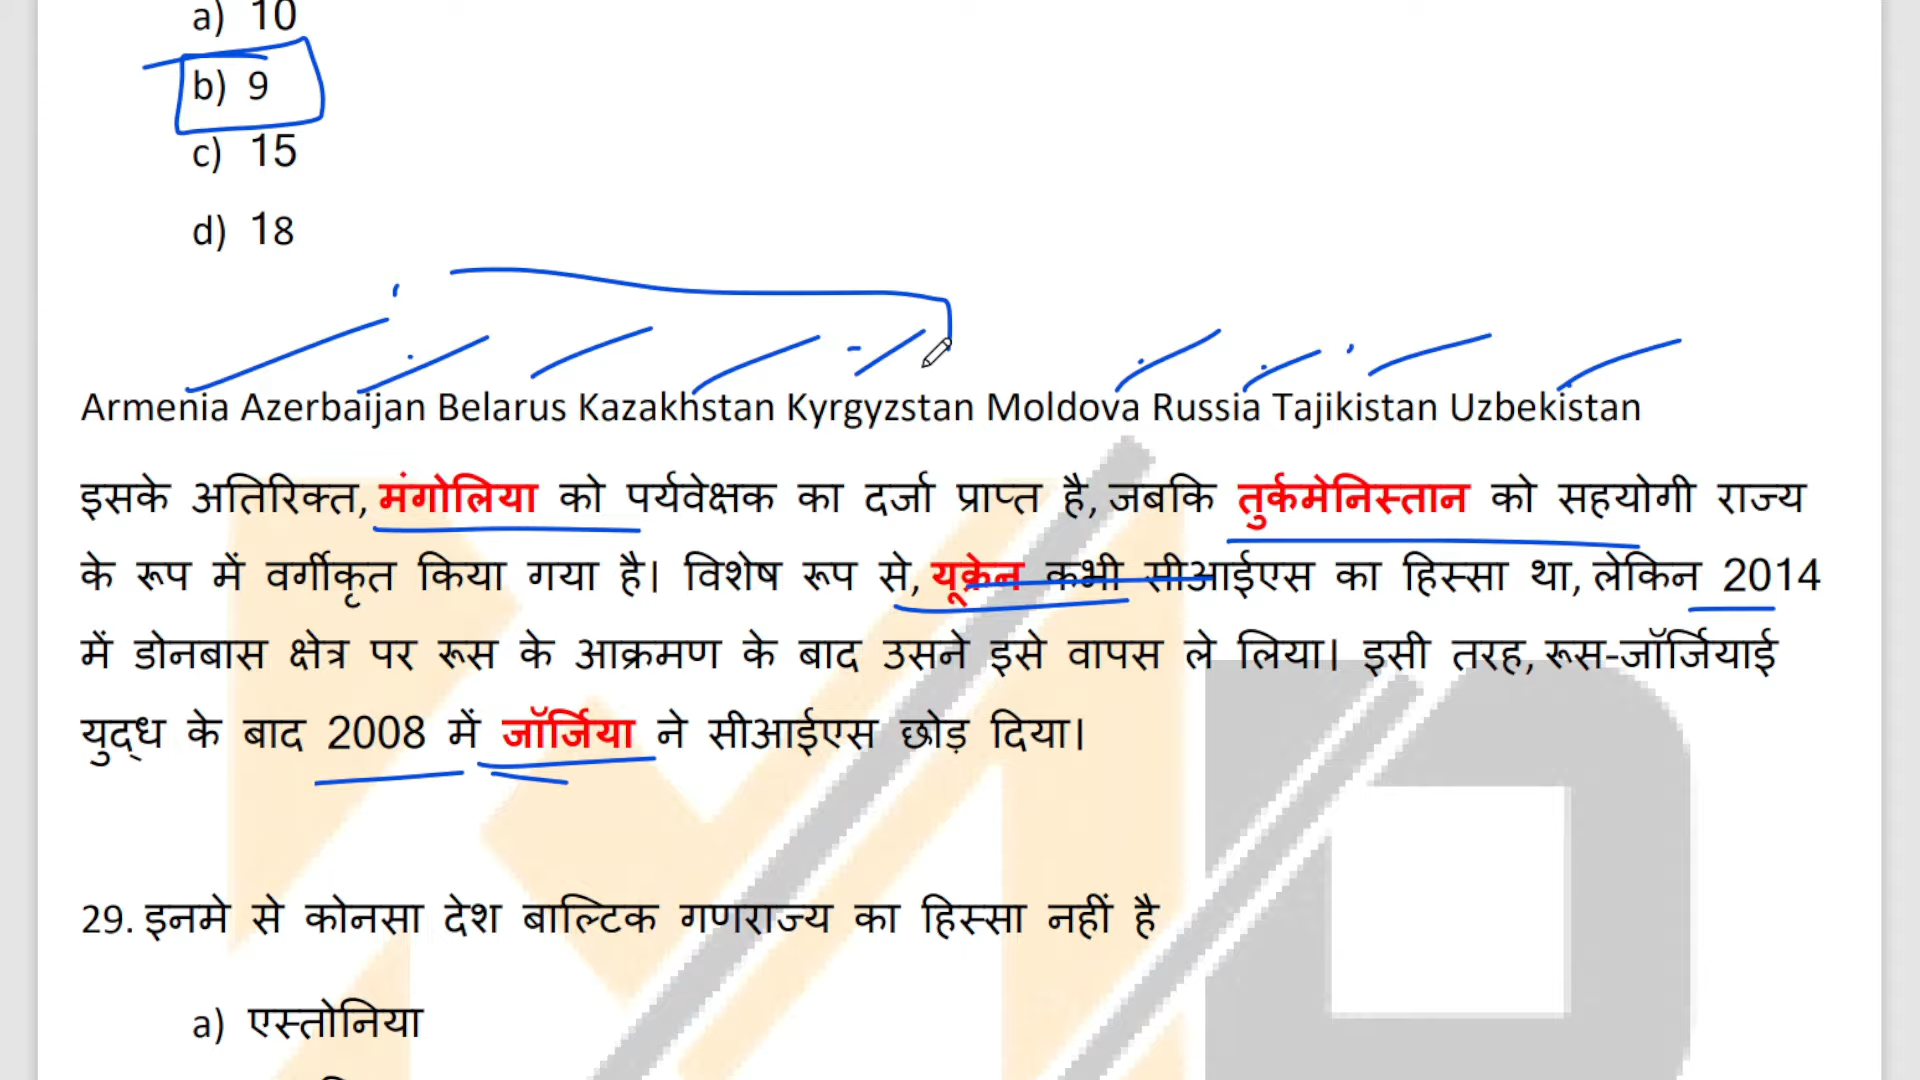 a) 10
b) 9
c) 15
d) 18
Armenia Azerbaijan Belarus Kazakhstan Kyrgyzstan Moldova Russia Tajikistan Uzbekistan
इसके अतिरिक्त, मंगोलिया को पर्यवेक्षक का दर्जा प्राप्त है, जबकि तुर्कमेनिस्तान को सहयोगी राज्य
के रूप में वर्गीकृत किया गया है। विशेष रूप से, यूक्रेन कभी सीआईएस का हिस्सा था, लेकिन 2014
में डोनबास क्षेत्र पर रूस के आक्रमण के बाद उसने इसे वापस ले लिया। इसी तरह, रूस-जॉर्जियाई
युद्ध के बाद 2008 में जॉर्जिया ने सीआईएस छोड़ दिया।
29. इनमे से कोनसा देश बाल्टिक गणराज्य का हिस्सा नहीं है
a) एस्तोनिया